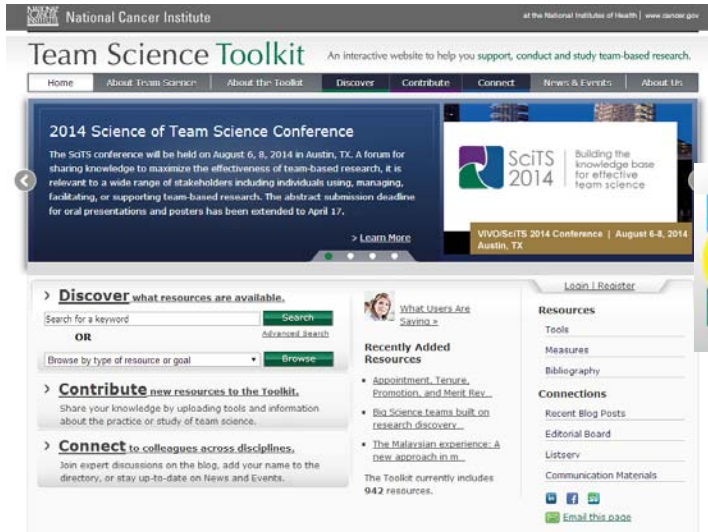 NATIONAL CANCER INSTITUTE National Cancer Institute
at the National Institutes of Health | www.cancer.gov
Team Science Toolkit
An interactive website to help you support, conduct and study team-based research.
Home About Team Science About the Toolkit Discover Contribute Connect News & Events About Us
2014 Science of Team Science Conference
The SciTS conference will be held on August 6, 8, 2014 in Austin, TX. A forum for
sharing knowledge to maximize the effectiveness of team-based research, it is
relevant to a wide range of stakeholders including individuals using, managing,
facilitating, or supporting team-based research. The abstract submission deadline
for oral presentations and posters has been extended to April 17.
> Learn More
SciTS
2014
Building the
knowledge base
for effective
team science
VIVO/SciTS 2014 Conference | August 6-8, 2014
Austin, TX
> Discover what resources are available.
Search for a keyword
Search
OR
Advanced Search
Browse by type of resource or goal
Browse
> Contribute new resources to the Toolkit.
Share your knowledge by uploading tools and information
about the practice or study of team science.
> Connect to colleagues across disciplines.
Join expert discussions on the blog, add your name to the
directory, or stay up-to-date on News and Events.
What Users Are
Saying »
Recently Added
Resources
• Appointment, Tenure,
Promotion, and Merit Rev...
• Big Science teams built on
research discovery...
• The Malaysian experience: A
new approach in m...
The Toolkit currently includes
942 resources.
Login | Register
Resources
Tools
Measures
Bibliography
Connections
Recent Blog Posts
Editorial Board
Listserv
Communication Materials
in f
Email this page